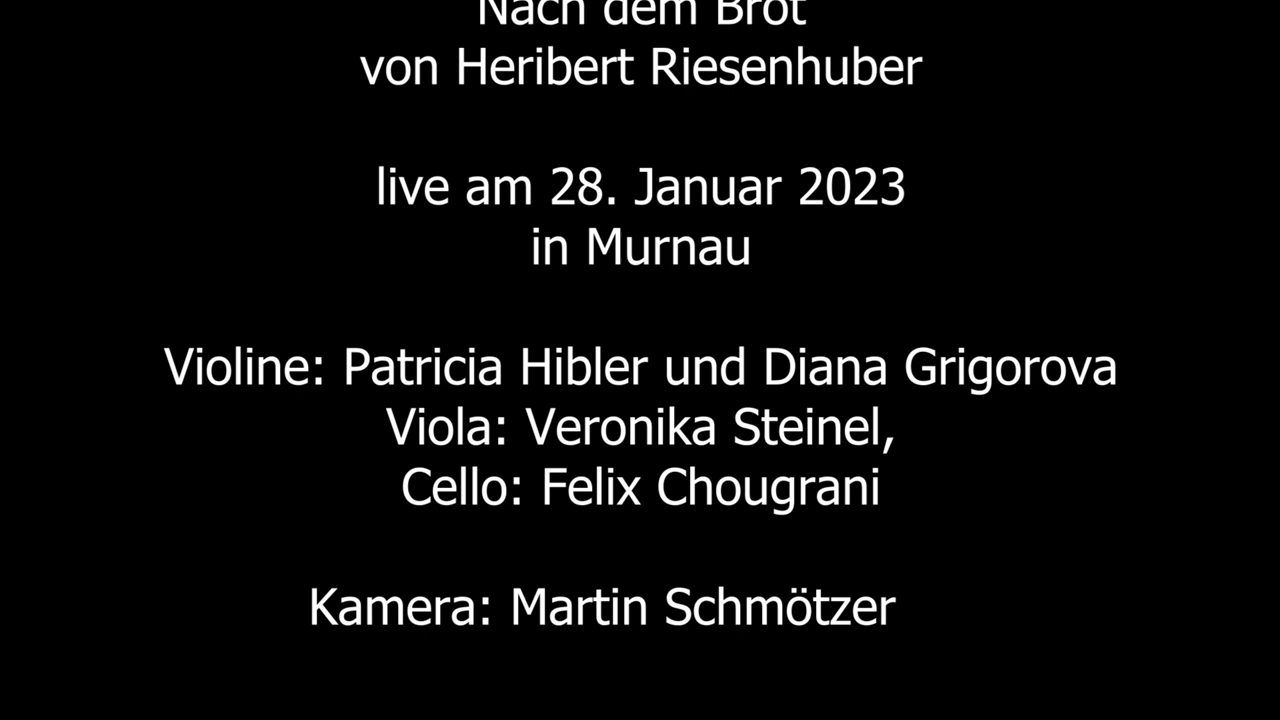 Nach dem Brot
von Heribert Riesenhuber
live am 28. Januar 2023
in Murnau
Violine: Patricia Hibler und Diana Grigorova
Viola: Veronika Steinel,
Cello: Felix Chougrani
Kamera: Martin Schmötzer